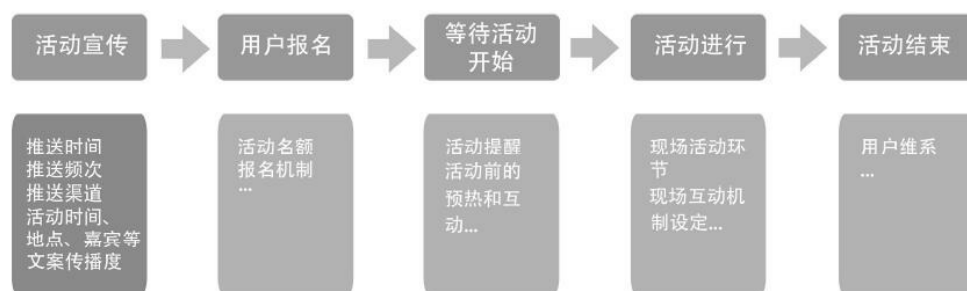 活动宣传
用户报名
等待活动
开始
活动进行
活动结束
推送时间
推送频次
推送渠道
活动时间、
地点、嘉宾等
文案传播度
活动名额
报名机制
...
活动提醒
活动前的
预热和互
动...
现场活动环
节
现场互动机
制设定...
用户维系
...